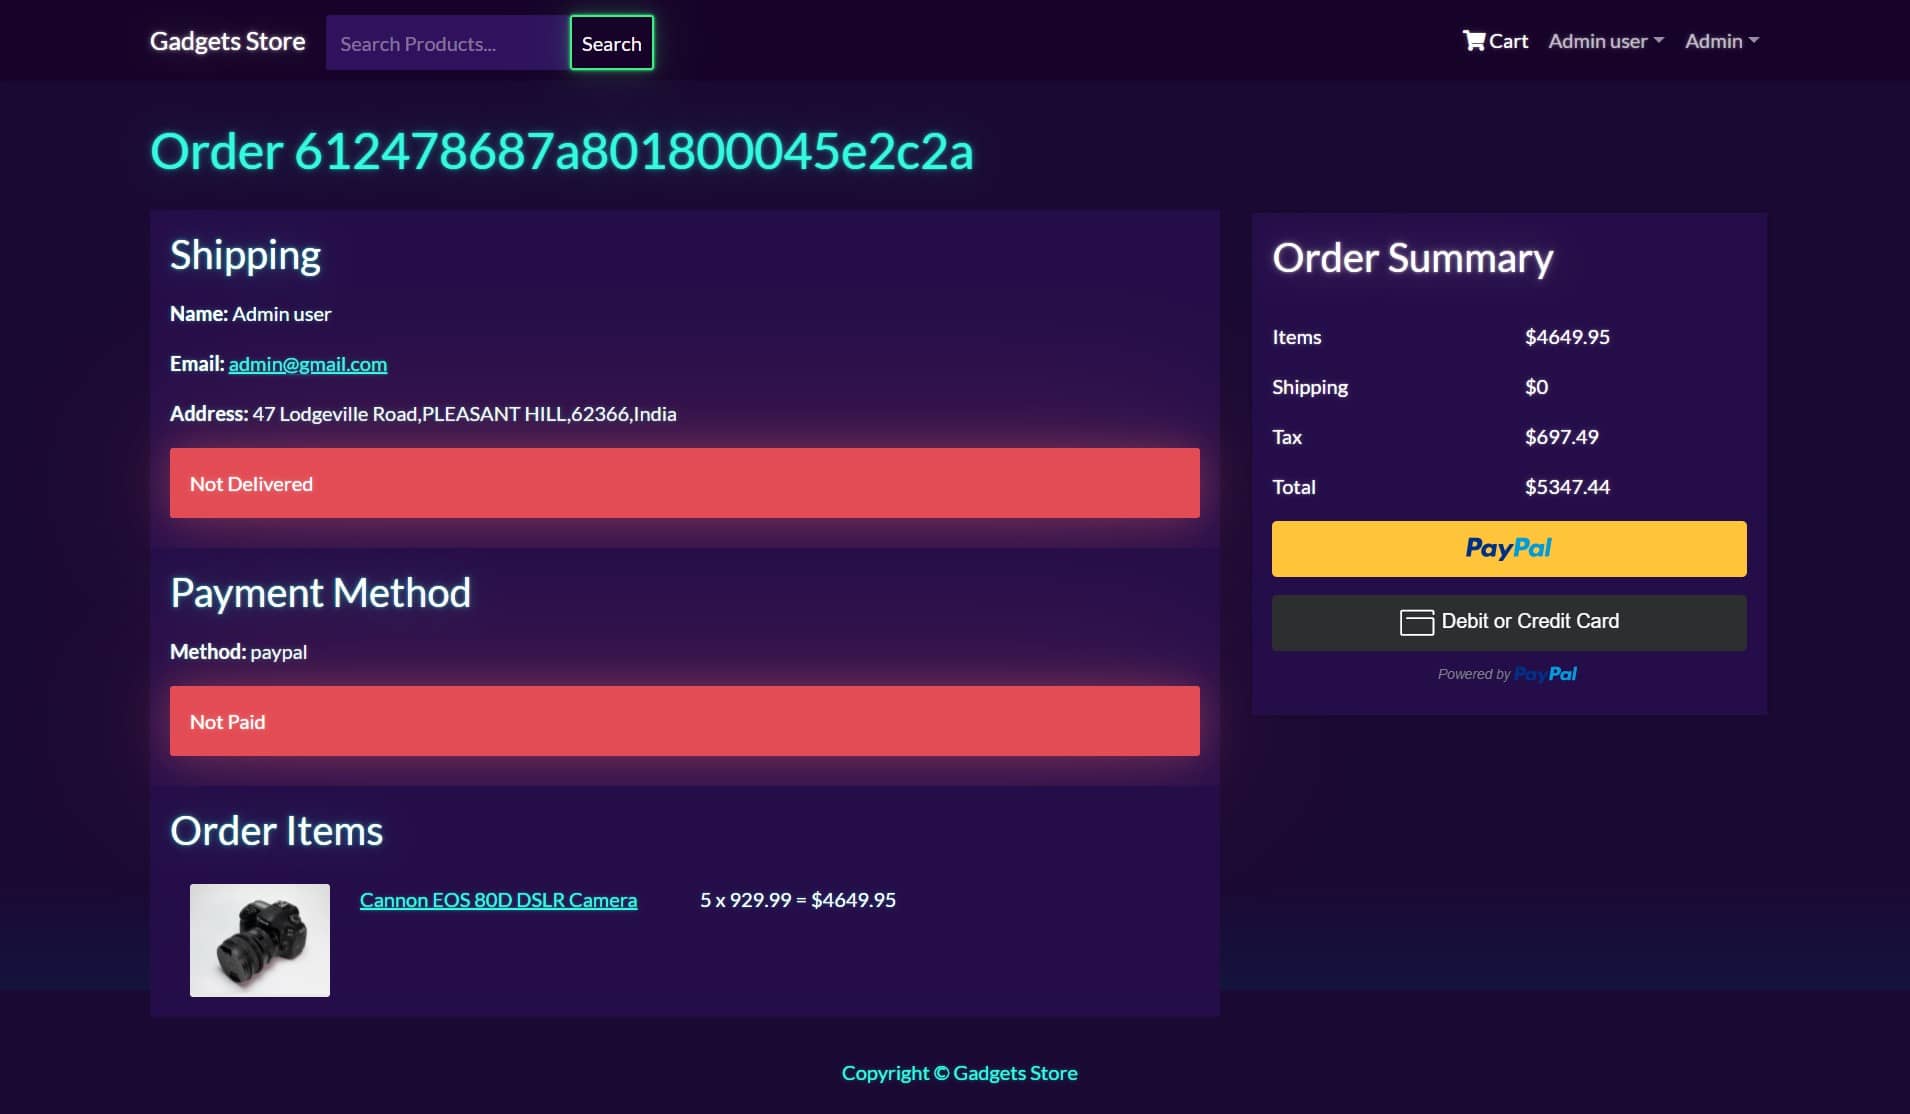 Gadgets Store
Search Products...
Search
Cart
Admin user
Admin
Order 612478687a801800045e2c2a
Shipping
Name: Admin user
Email: admin@gmail.com
Address: 47 Lodgeville Road,PLEASANT HILL,62366,India
Not Delivered
Payment Method
Method: paypal
Not Paid
Order Items
Cannon EOS 80D DSLR Camera
5 x 929.99 = $4649.95
Order Summary
Items $4649.95
Shipping $0
Tax $697.49
Total $5347.44
PayPal
Debit or Credit Card
Powered by PayPal
Copyright © Gadgets Store